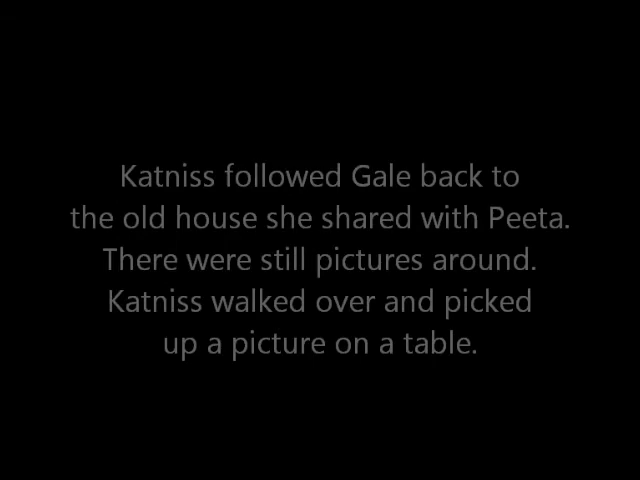 Katniss followed Gale back to
the old house she shared with Peeta.
There were still pictures around.
Katniss walked over and picked
up a picture on a table.